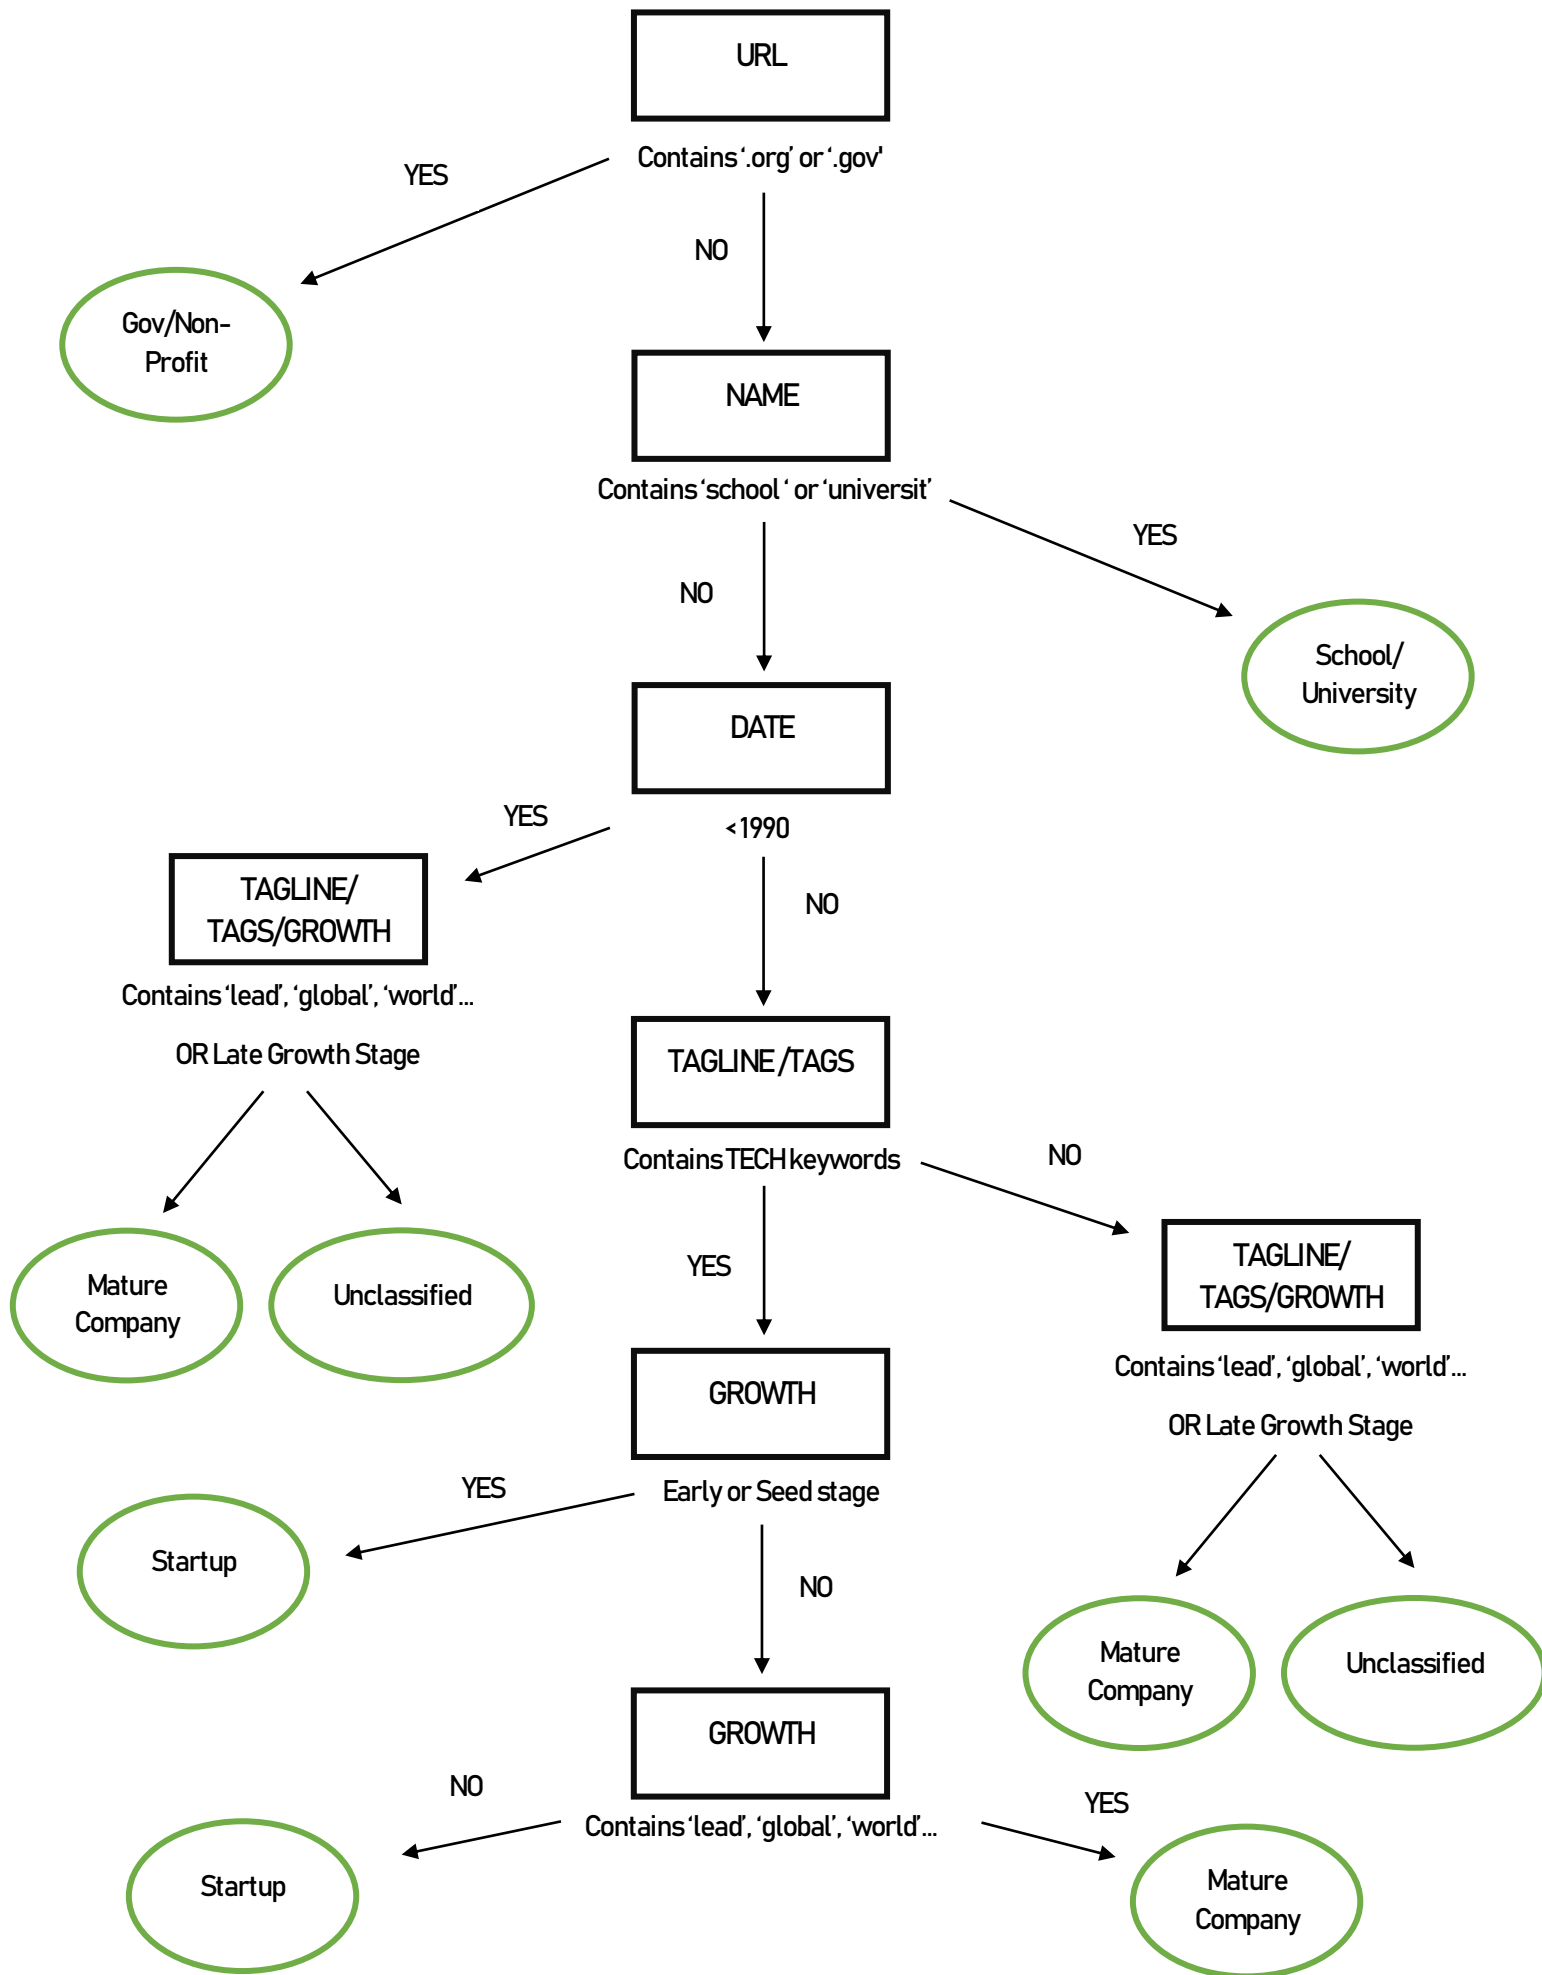 URL
Contains ‘.org’ or ‘.gov'
YES
NO
Gov/Non-
Profit
NAME
Contains ‘school ‘ or ‘universit’
YES
NO
School/
University
DATE
<1990
YES
NO
TAGLINE/
TAGS/GROWTH
Contains ‘lead’, ‘global’, ‘world’...
OR Late Growth Stage
TAGLINE/TAGS
Contains TECH keywords
NO
YES
Mature
Company
Unclassified
TAGLINE/
TAGS/GROWTH
Contains ‘lead’, ‘global’, ‘world’...
OR Late Growth Stage
GROWTH
Early or Seed stage
YES
NO
Startup
Mature
Company
Unclassified
GROWTH
Contains ‘lead’, ‘global’, ‘world’...
NO
YES
Startup
Mature
Company